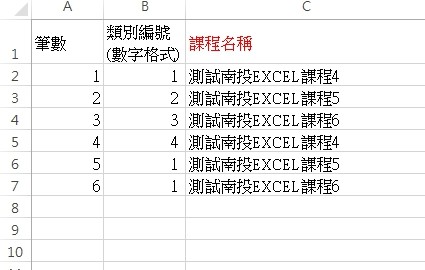 A B C
1 筆數 類別編號
(數字格式) 課程名稱
2 1 1 測試南投EXCEL課程4
3 2 2 測試南投EXCEL課程5
4 3 3 測試南投EXCEL課程6
5 4 4 測試南投EXCEL課程4
6 5 1 測試南投EXCEL課程5
7 6 1 測試南投EXCEL課程6
8
9
10